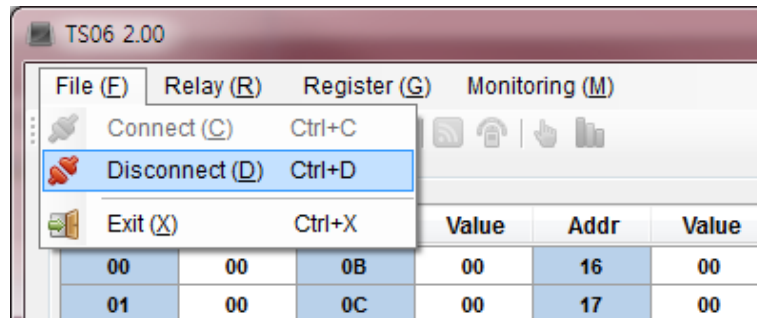 TS06 2.00
File (F) Relay (R) Register (G) Monitoring (M)
Connect (C) Ctrl+C
Disconnect (D) Ctrl+D
Exit (X) Ctrl+X
Value Addr Value
00 00 0B 00 16 00
01 00 0C 00 17 00